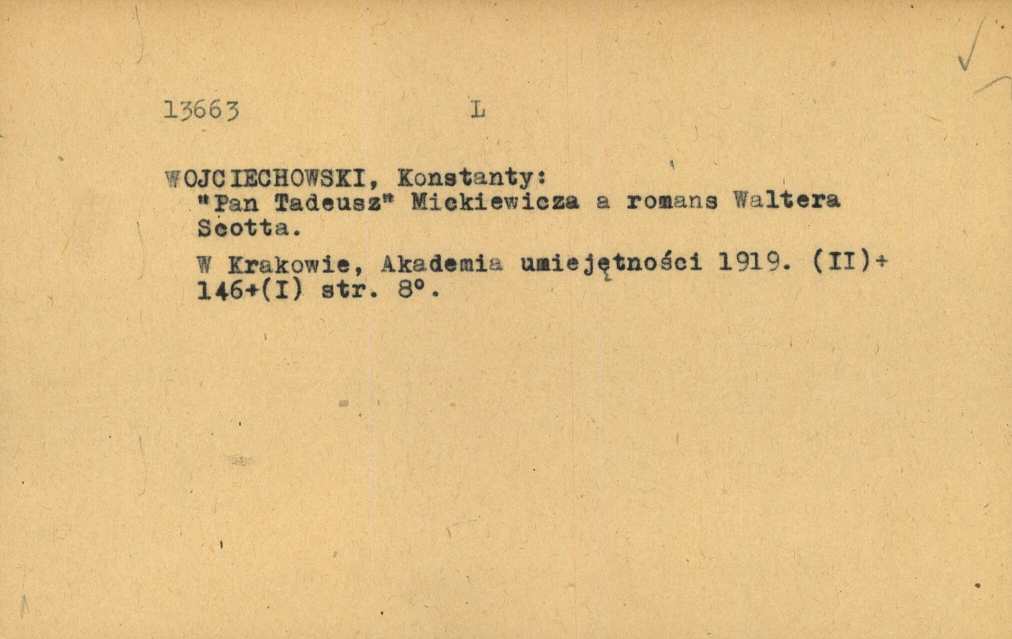 13663 L
WOJCIECHOWSKI, Konstanty:
"Pan Tadeusz" Mickiewicza a romans Waltera
Scotta.
W Krakowie, Akademia umiejętności 1919. (II)+
146+(I) str. 8°.